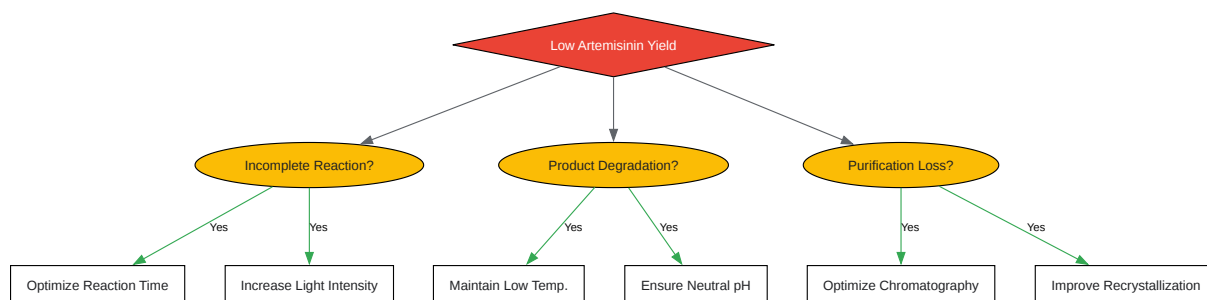 Low Artemisinin Yield
Incomplete Reaction?
Product Degradation?
Purification Loss?
Yes
Yes
Yes
Yes
Yes
Yes
Optimize Reaction Time
Increase Light Intensity
Maintain Low Temp.
Ensure Neutral pH
Optimize Chromatography
Improve Recrystallization